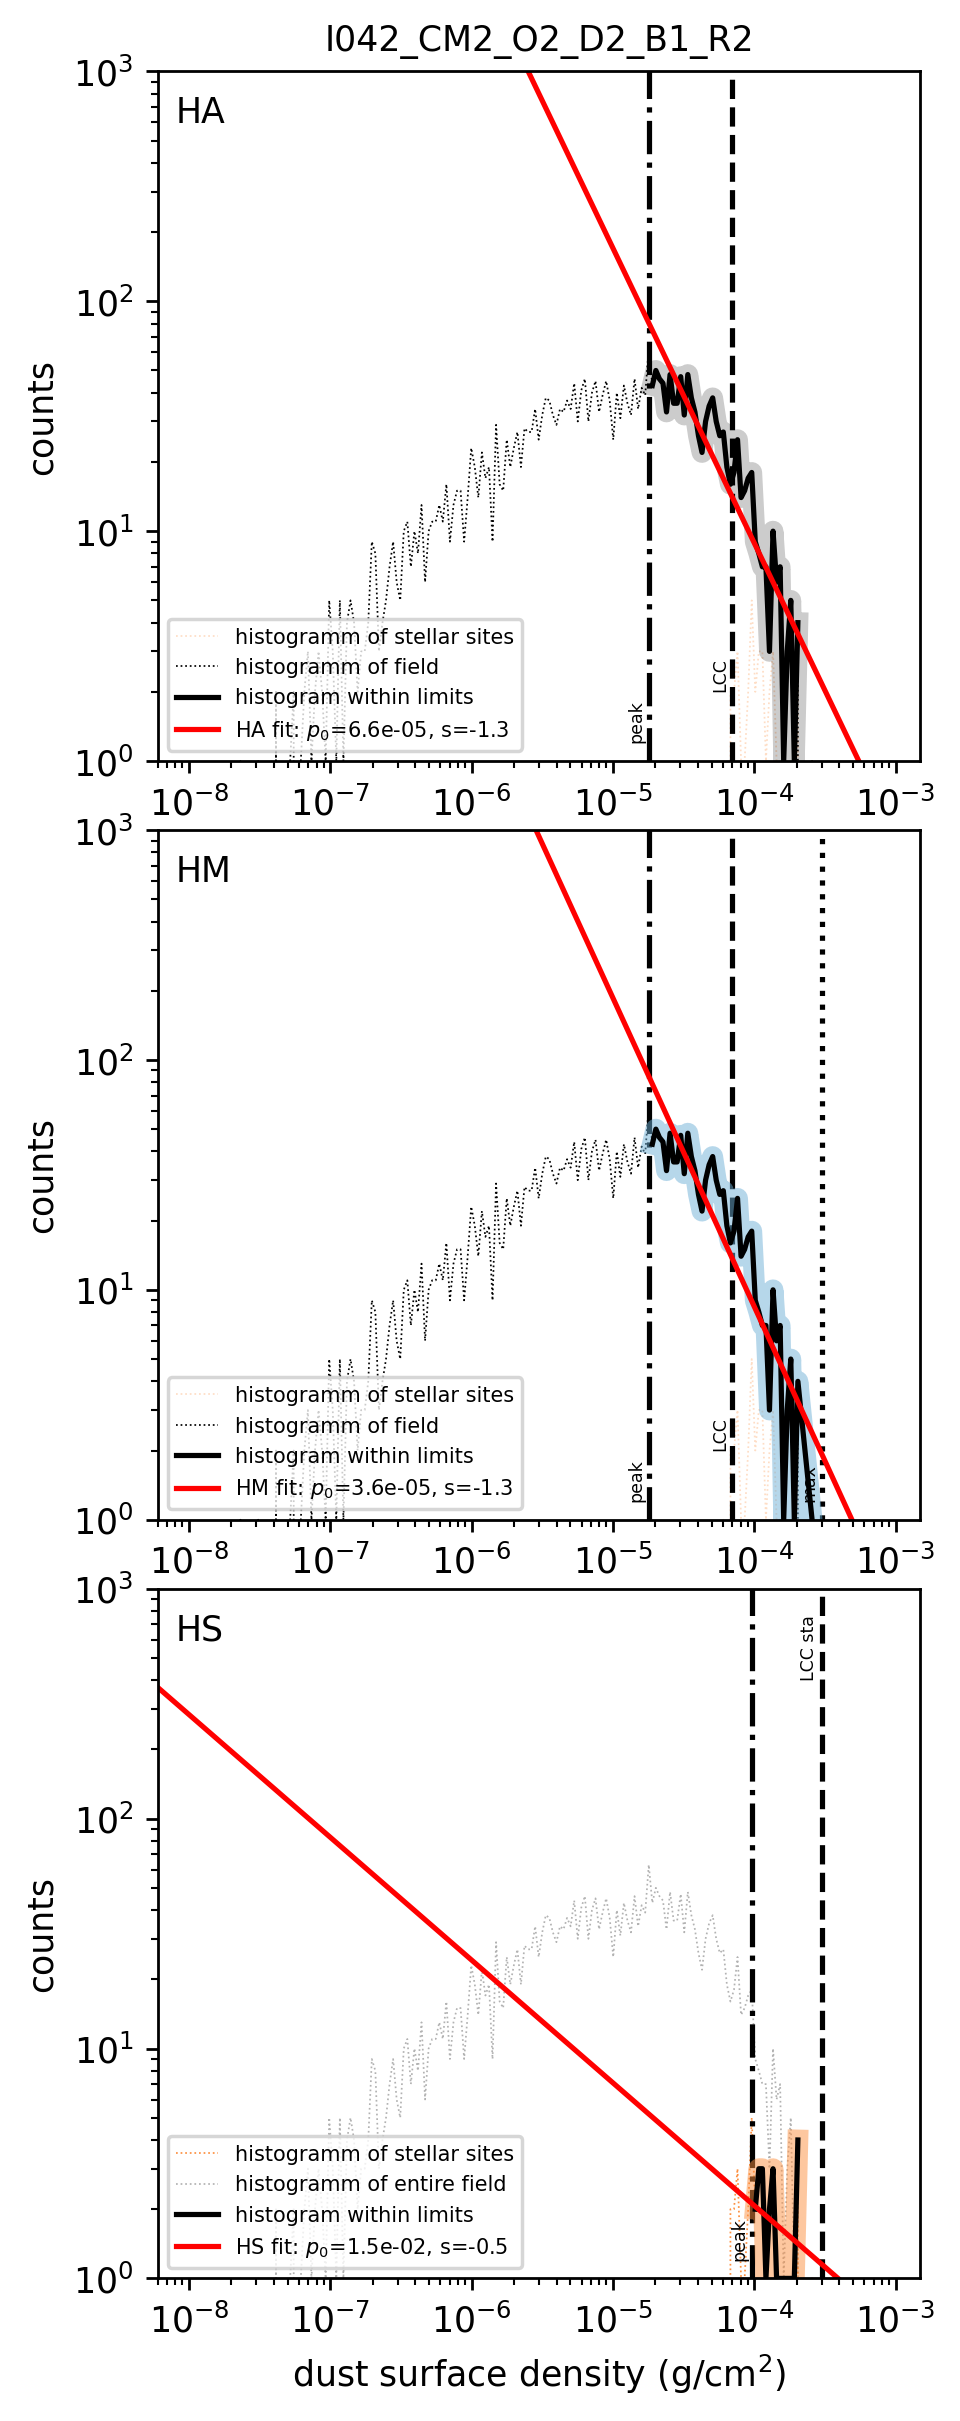 I042_CM2_O2_D2_B1_R2
HA
counts
10³
10²
10¹
10⁰
peak
LCC
histogramm of stellar sites
histogramm of field
histogram within limits
HA fit: p₀=6.6e-05, s=-1.3
10⁻⁸ 10⁻⁷ 10⁻⁶ 10⁻⁵ 10⁻⁴ 10⁻³
HM
counts
10³
10²
10¹
10⁰
peak
LCC
max
histogramm of stellar sites
histogramm of field
histogram within limits
HM fit: p₀=3.6e-05, s=-1.3
10⁻⁸ 10⁻⁷ 10⁻⁶ 10⁻⁵ 10⁻⁴ 10⁻³
HS
counts
10³
10²
10¹
10⁰
LCC sta
peak
histogramm of stellar sites
histogramm of entire field
histogram within limits
HS fit: p₀=1.5e-02, s=-0.5
10⁻⁸ 10⁻⁷ 10⁻⁶ 10⁻⁵ 10⁻⁴ 10⁻³
dust surface density (g/cm²)